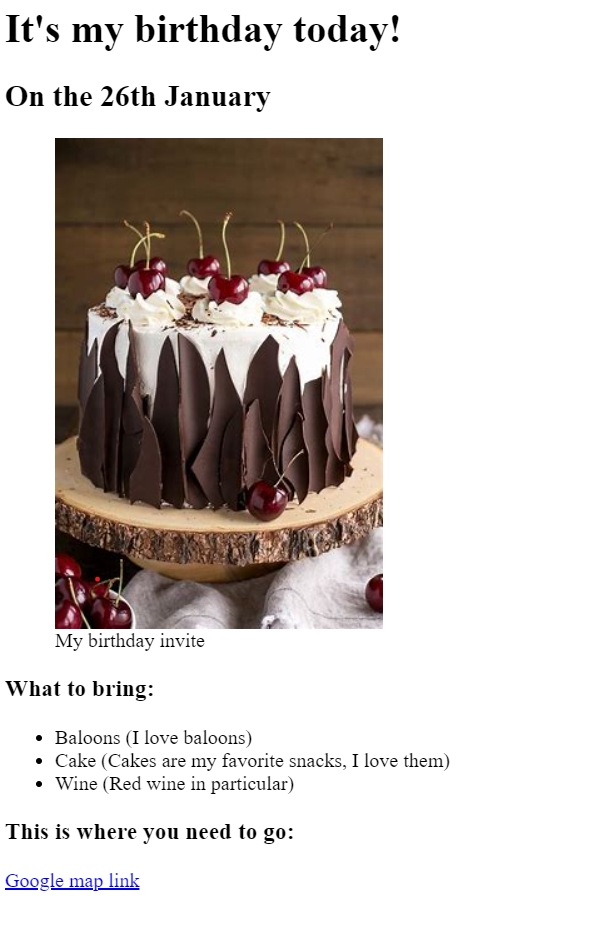 It's my birthday today!
On the 26th January
My birthday invite
What to bring:
Baloons (I love baloons)
Cake (Cakes are my favorite snacks, I love them)
Wine (Red wine in particular)
This is where you need to go:
Google map link